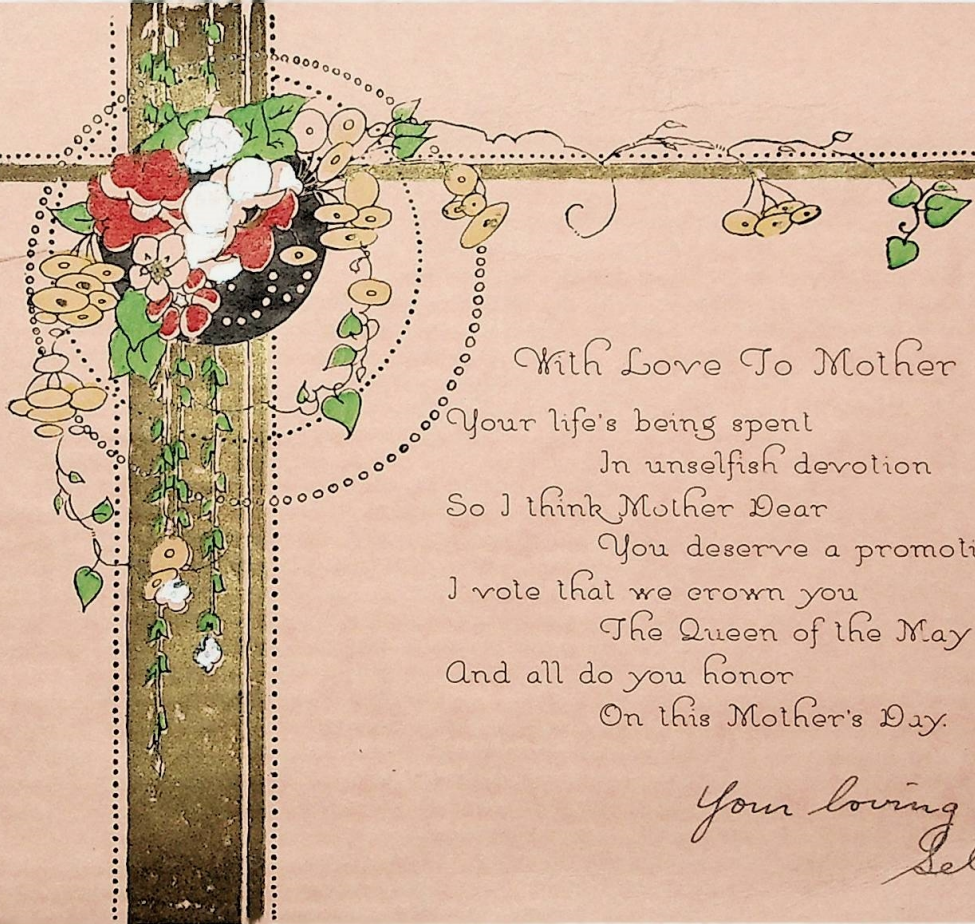 With Love To Mother
Your life's being spent
In unselfish devotion
So I think Mother Dear
You deserve a promoti
I vote that we crown you
The Queen of the May
And all do you honor
On this Mother's Day.
Your loving